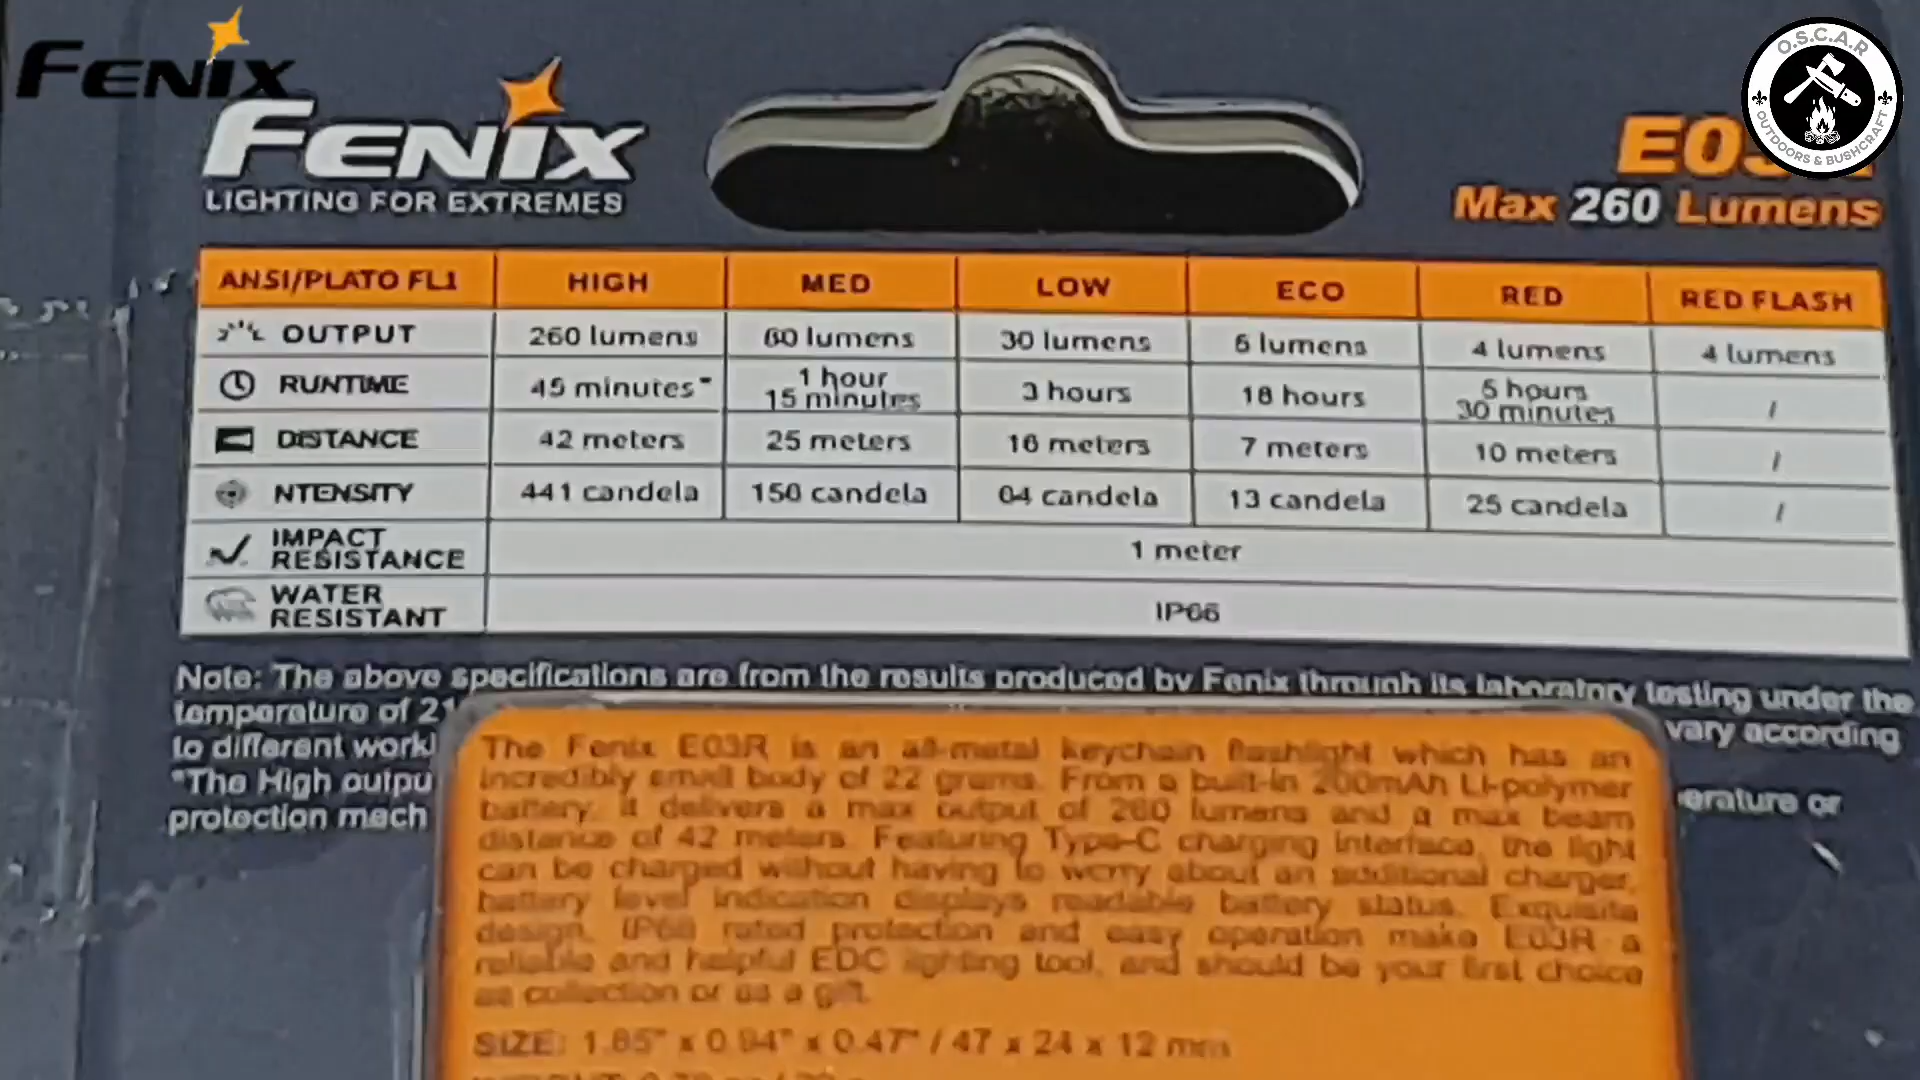 FENIX
FENIX
LIGHTING FOR EXTREMES
O.S.C.A.R
OUTDOORS & BUSHCRAFT
E03R
Max 260 Lumens
ANSI/PLATO FL1 HIGH MED LOW ECO RED RED FLASH
OUTPUT 260 lumens 60 lumens 30 lumens 6 lumens 4 lumens 4 lumens
RUNTIME 45 minutes* 1 hour 15 minutes 3 hours 18 hours 5 hours 30 minutes /
DISTANCE 42 meters 25 meters 16 meters 7 meters 10 meters /
INTENSITY 441 candela 150 candela 64 candela 13 candela 25 candela /
IMPACT RESISTANCE 1 meter
WATER RESISTANT IP66
Note: The above specifications are from the results produced by Fenix through its laboratory testing under the
temperature of 21
to different worki vary according
*The High outpu erature or
protection mech
The Fenix E03R is an all-metal keychain flashlight which has an
incredibly small body of 22 grams. From a built-in 200mAh Li-polymer
battery, it delivers a max output of 260 lumens and a max beam
distance of 42 meters. Featuring Type-C charging interface, the light
can be charged without having to worry about an additional charger,
battery level indication displays readable battery status. Exquisite
design, IP66 rated protection and easy operation make E03R a
reliable and helpful EDC lighting tool, and should be your first choice
as collection or as a gift.
SIZE: 1.85" x 0.94" x 0.47" / 47 x 24 x 12 mm